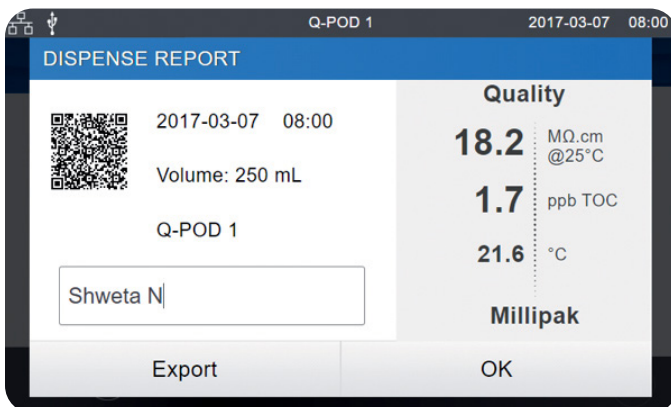 Q-POD 1 2017-03-07 08:00
DISPENSE REPORT
2017-03-07 08:00
Volume: 250 mL
Q-POD 1
Shweta N
Quality
18.2 MΩ.cm
@25°C
1.7 ppb TOC
21.6 °C
Millipak
Export OK